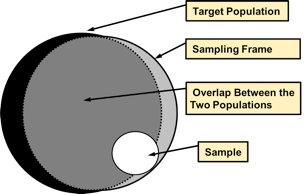 Target Population
Sampling Frame
Overlap Between the
Two Populations
Sample